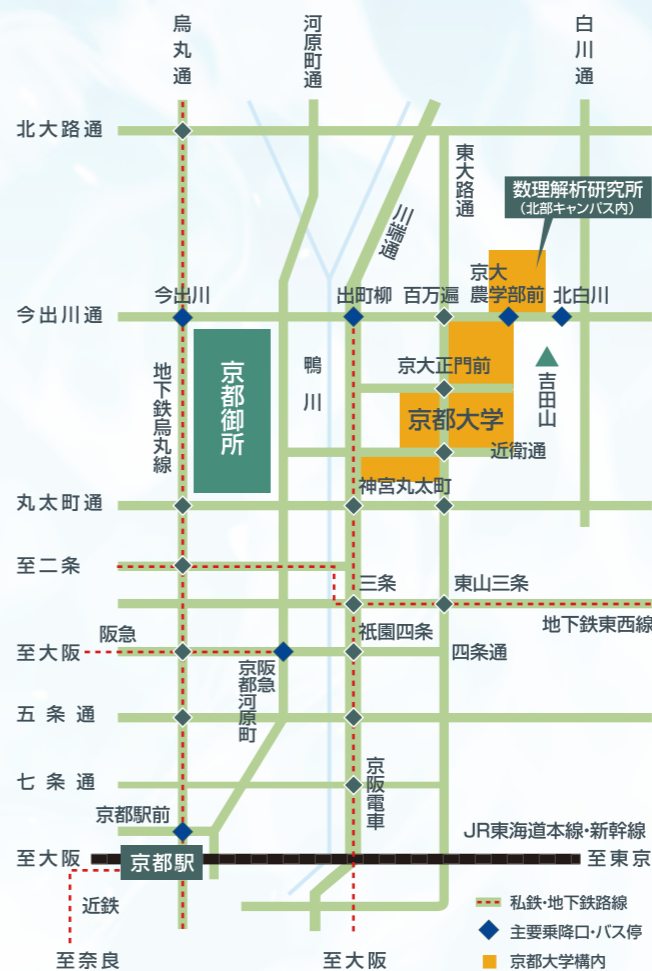 烏丸通
河原町通
白川通
北大路通
東大路通
数理解析研究所
（北部キャンパス内）
川端通
京大
農学部前
今出川
出町柳
百万遍
北白川
今出川通
京都御所
鴨川
京大正門前
吉田山
地下鉄烏丸線
京都大学
近衛通
神宮丸太町
丸太町通
至二条
三条
東山三条
地下鉄東西線
阪急
至大阪
祇園四条
四条通
阪急
京都河原町
五条通
七条通
京阪電車
京都駅前
JR東海道本線・新幹線
至大阪
京都駅
至東京
近鉄
私鉄・地下鉄路線
主要乗降口・バス停
京都大学構内
至奈良
至大阪